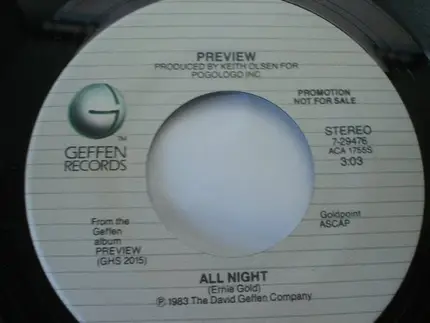 PREVIEW
PRODUCED BY KEITH OLSEN FOR
POGOLOGO INC
PROMOTION
NOT FOR SALE
TM
GEFFEN
RECORDS
STEREO
7-29476
ACA 1755S
3:03
From the
Geffen
album
PREVIEW
(GHS 2015)
Goldpoint
ASCAP
ALL NIGHT
(Ernie Gold)
℗ 1983 The David Geffen Company